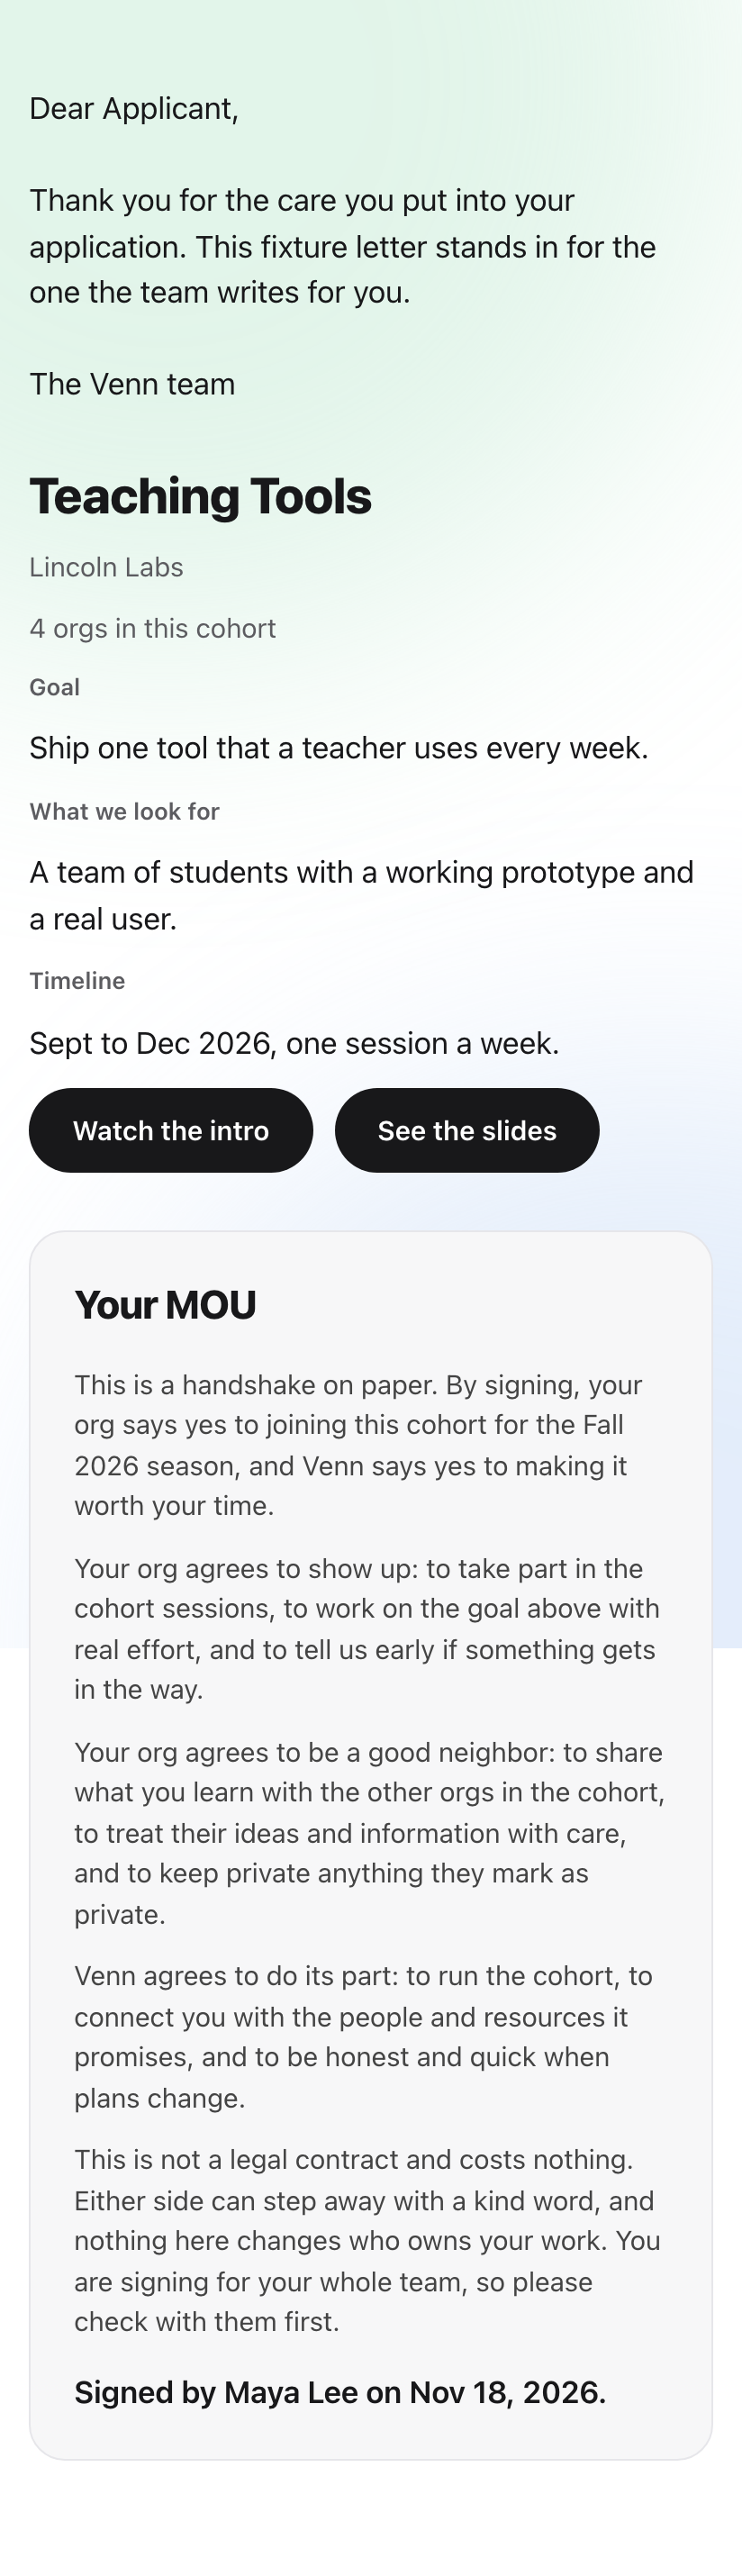 Dear Applicant,
Thank you for the care you put into your
application. This fixture letter stands in for the
one the team writes for you.
The Venn team
Teaching Tools
Lincoln Labs
4 orgs in this cohort
Goal
Ship one tool that a teacher uses every week.
What we look for
A team of students with a working prototype and
a real user.
Timeline
Sept to Dec 2026, one session a week.
Watch the intro
See the slides
Your MOU
This is a handshake on paper. By signing, your
org says yes to joining this cohort for the Fall
2026 season, and Venn says yes to making it
worth your time.
Your org agrees to show up: to take part in the
cohort sessions, to work on the goal above with
real effort, and to tell us early if something gets
in the way.
Your org agrees to be a good neighbor: to share
what you learn with the other orgs in the cohort,
to treat their ideas and information with care,
and to keep private anything they mark as
private.
Venn agrees to do its part: to run the cohort, to
connect you with the people and resources it
promises, and to be honest and quick when
plans change.
This is not a legal contract and costs nothing.
Either side can step away with a kind word, and
nothing here changes who owns your work. You
are signing for your whole team, so please
check with them first.
Signed by Maya Lee on Nov 18, 2026.